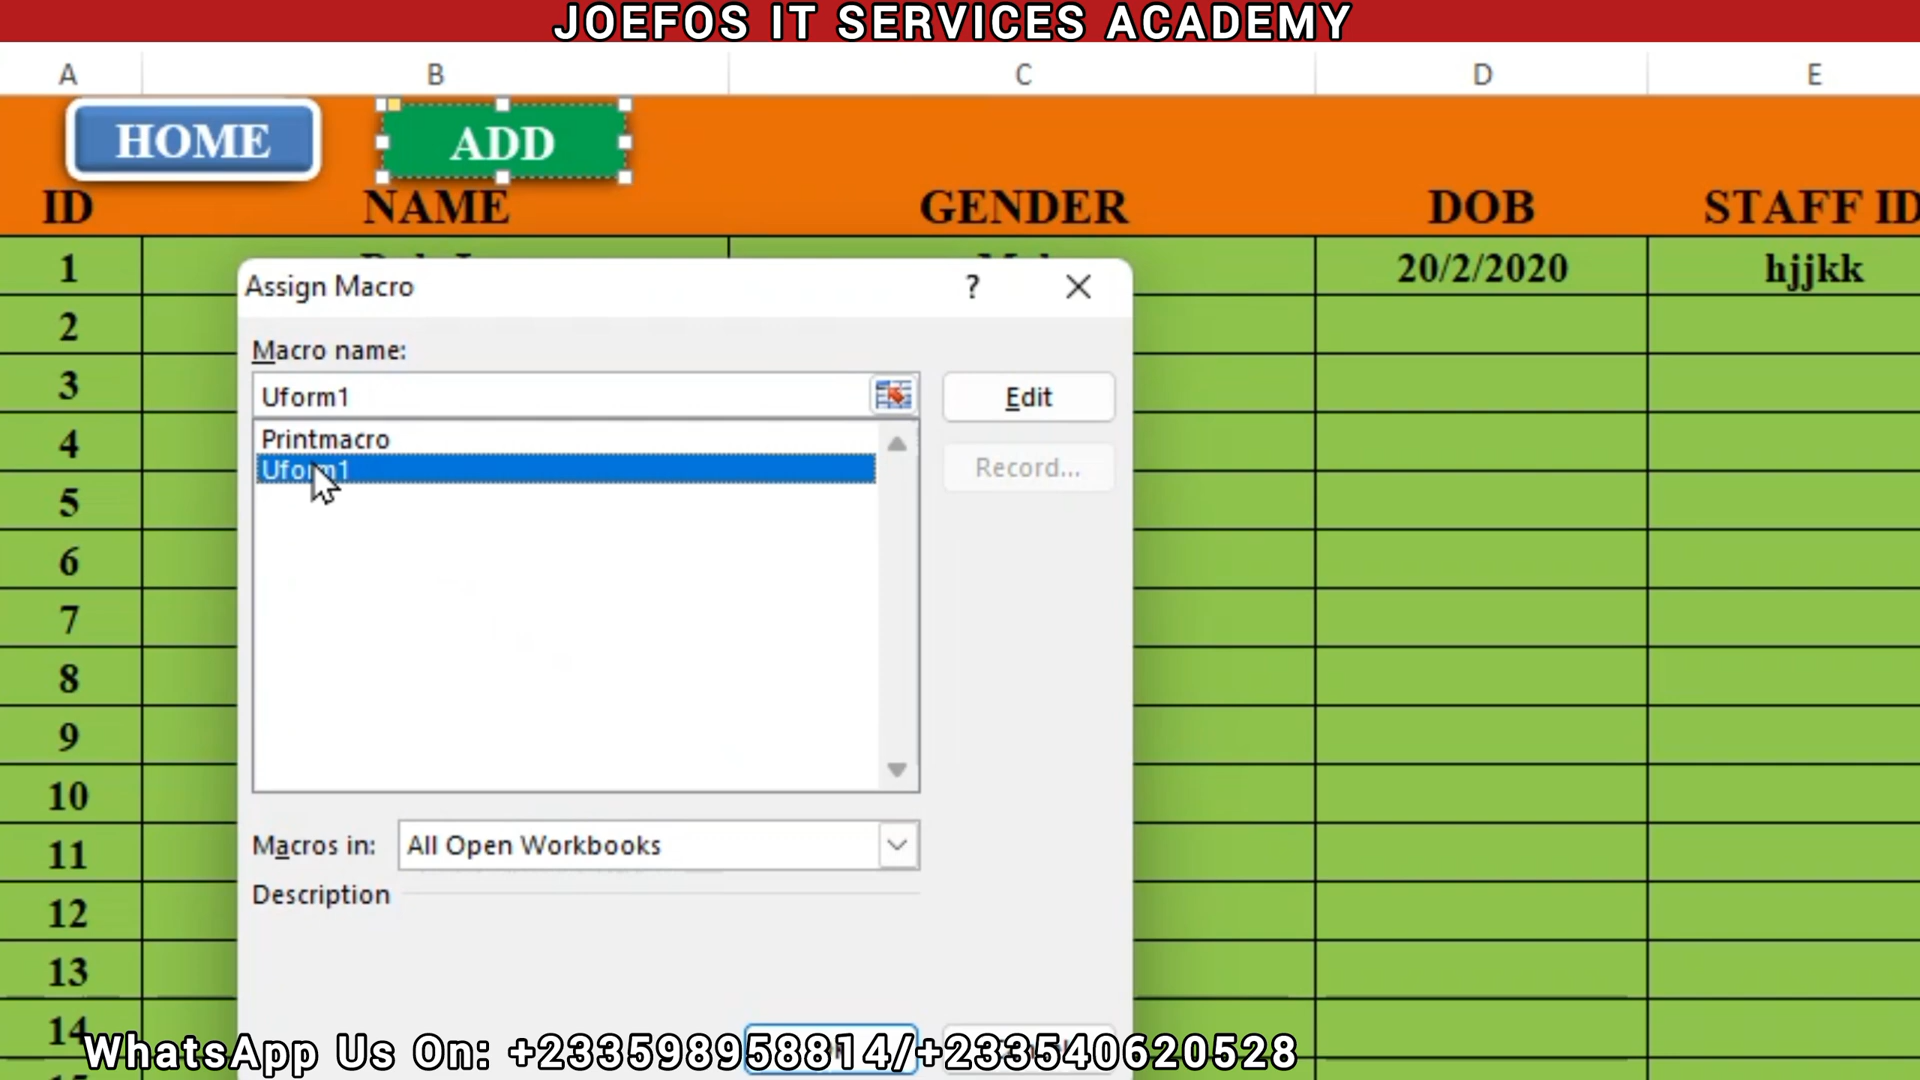 JOEFOS IT SERVICES ACADEMY
A B C D E
HOME ADD
ID NAME GENDER DOB STAFF ID
1 20/2/2020 hjjkk
Assign Macro ?
2
Macro name:
3 Uform1 Edit
4 Printmacro
Uform1 Record...
5
6
7
8
9
10
11 Macros in: All Open Workbooks
Description
12
13
14
WhatsApp Us On: +233598958814/+233540620528